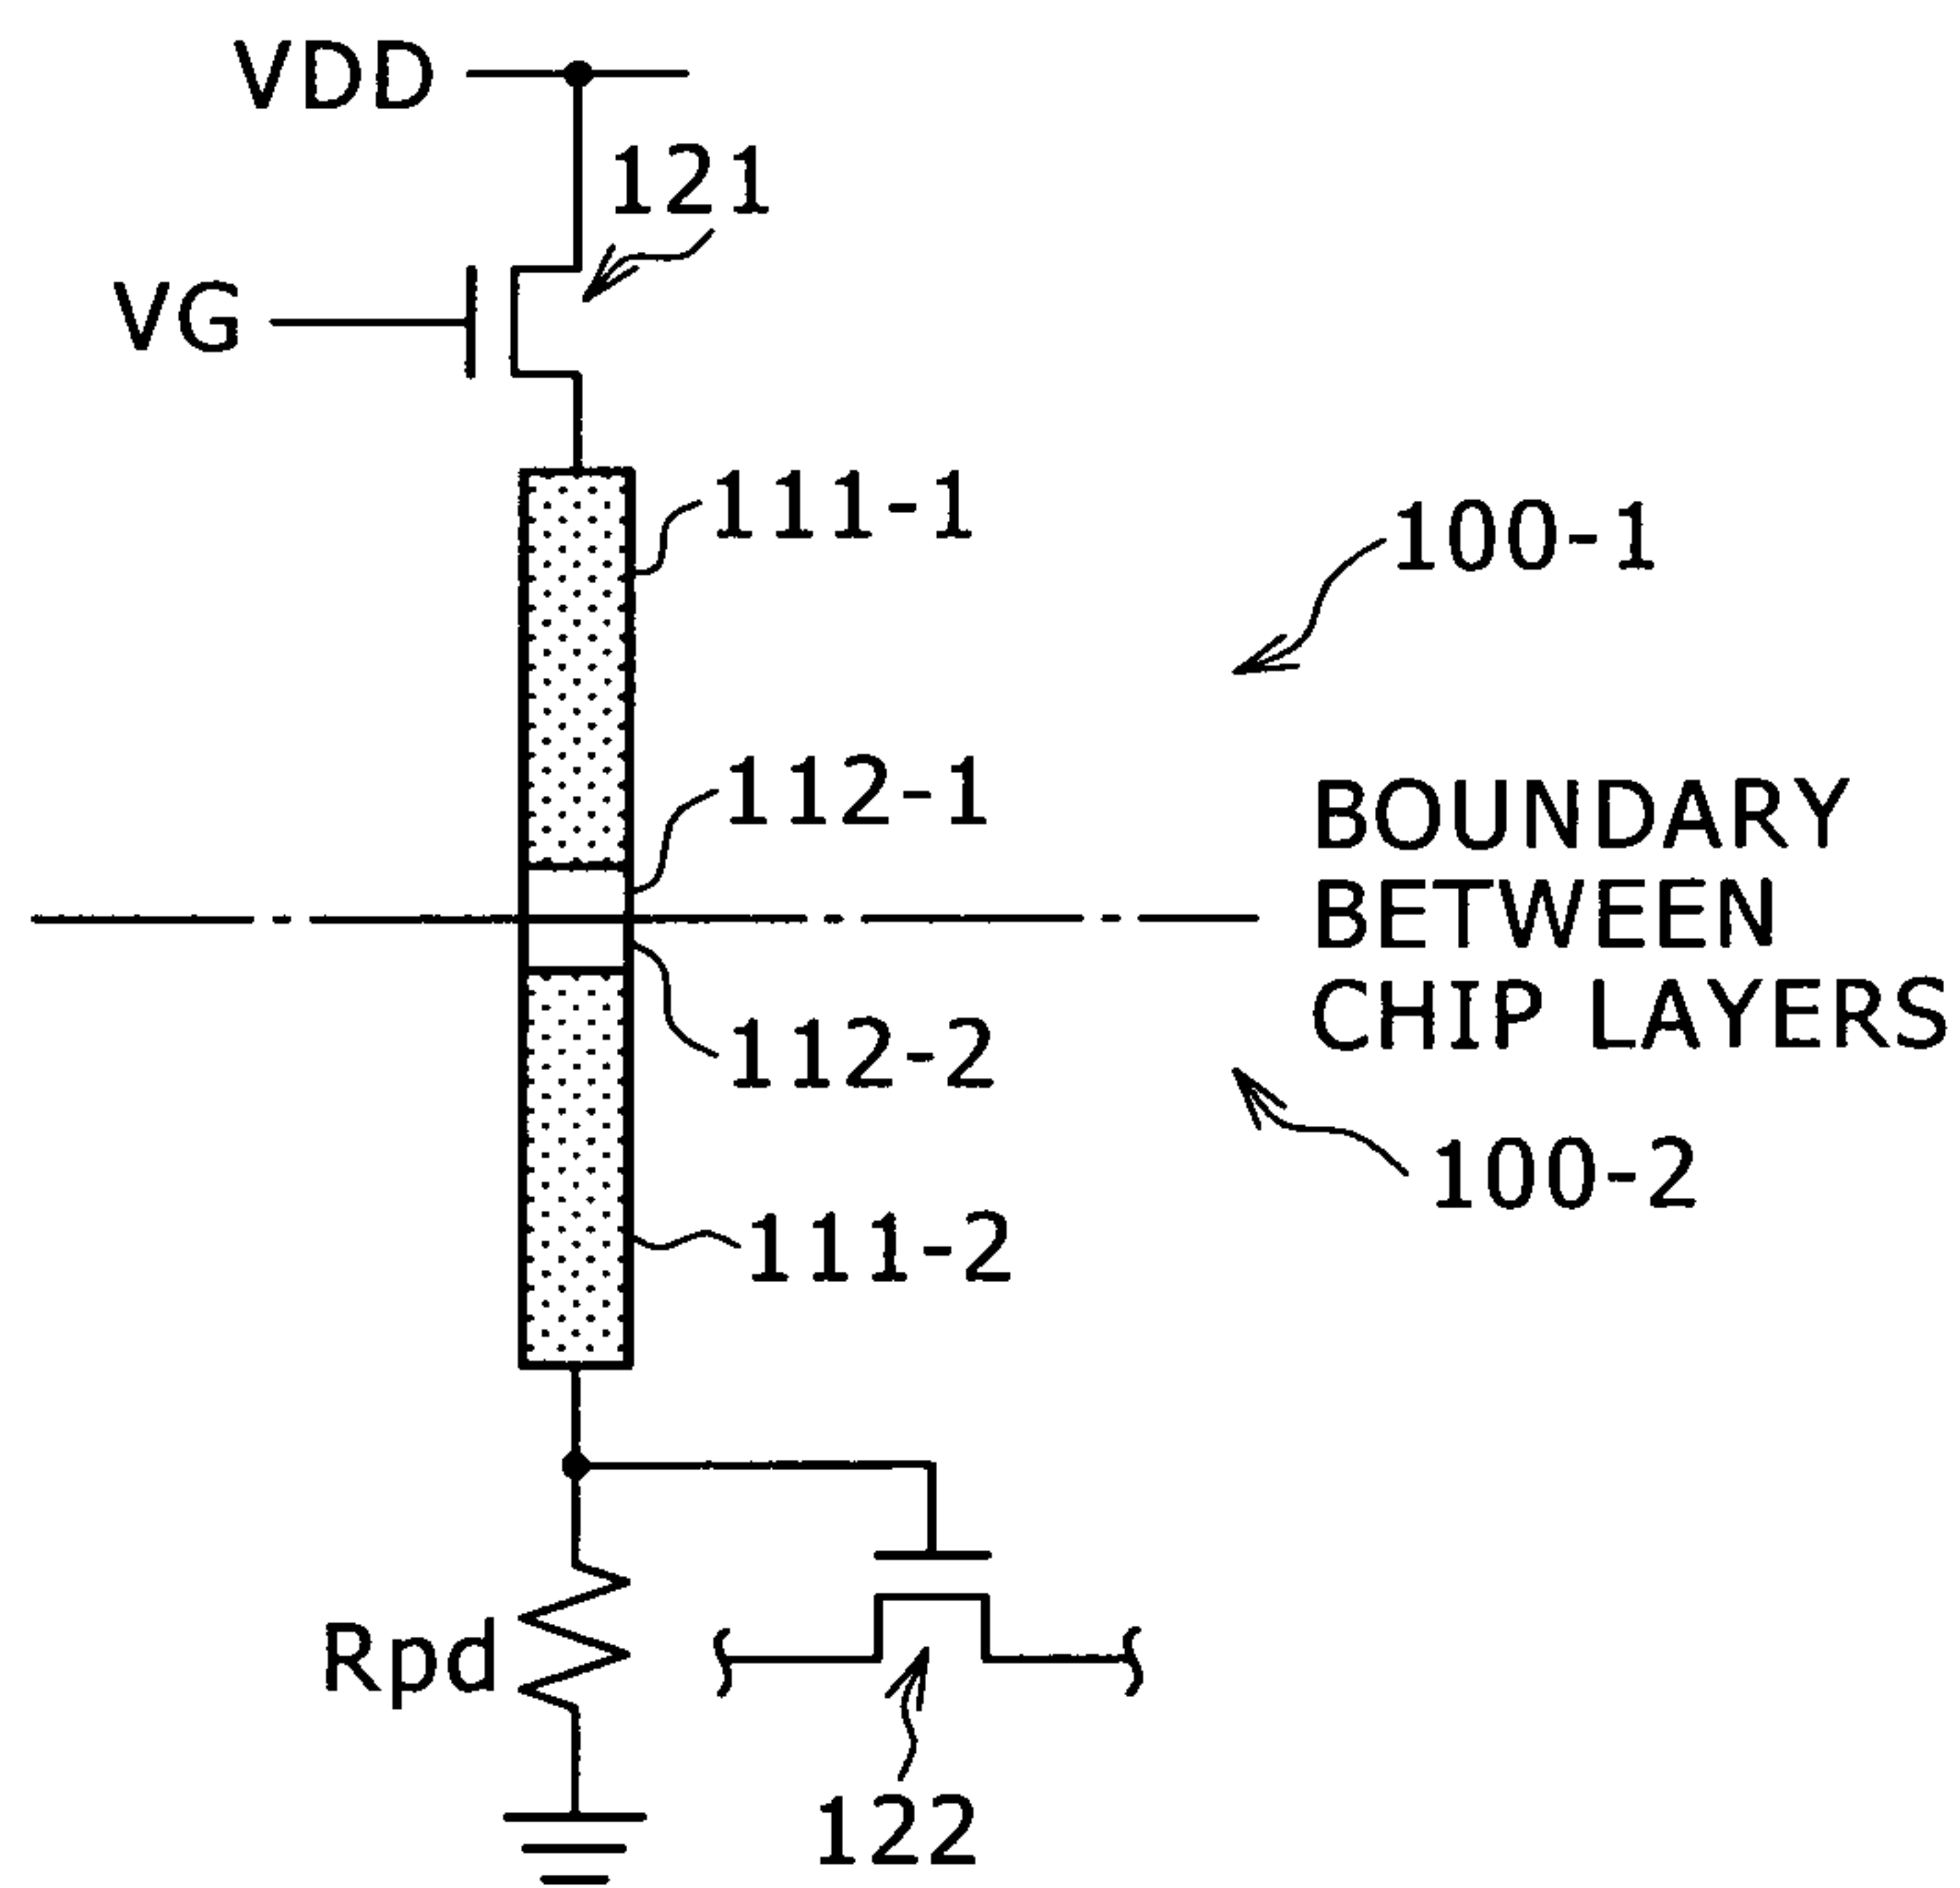 VDD
121
VG
111-1
100-1
112-1
BOUNDARY
BETWEEN
CHIP LAYERS
112-2
100-2
111-2
Rpd
122